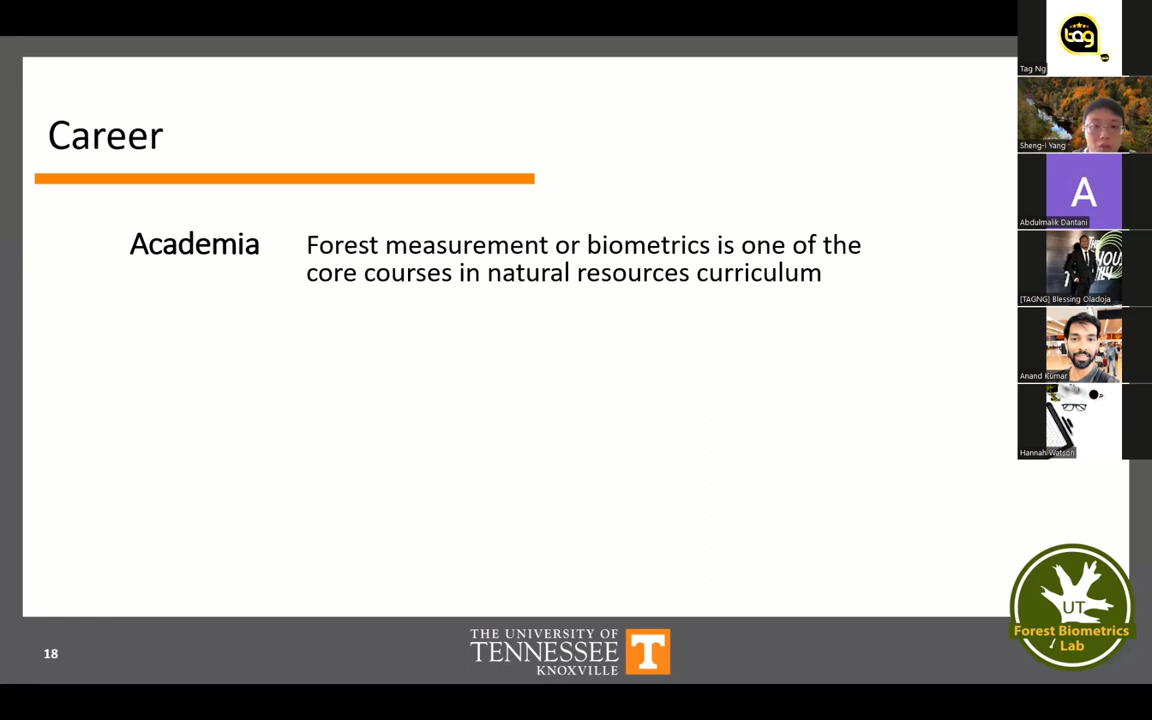 Career
Academia
Forest measurement or biometrics is one of the
core courses in natural resources curriculum
18
THE UNIVERSITY OF
TENNESSEE
KNOXVILLE
T
UT
Forest Biometrics
Lab
tag
Tag Ng
Sheng-i Yang
Abdulmalik Dantani
A
[TAGNG] Blessing Oladoja
Anand Kumar
Hannah Watson